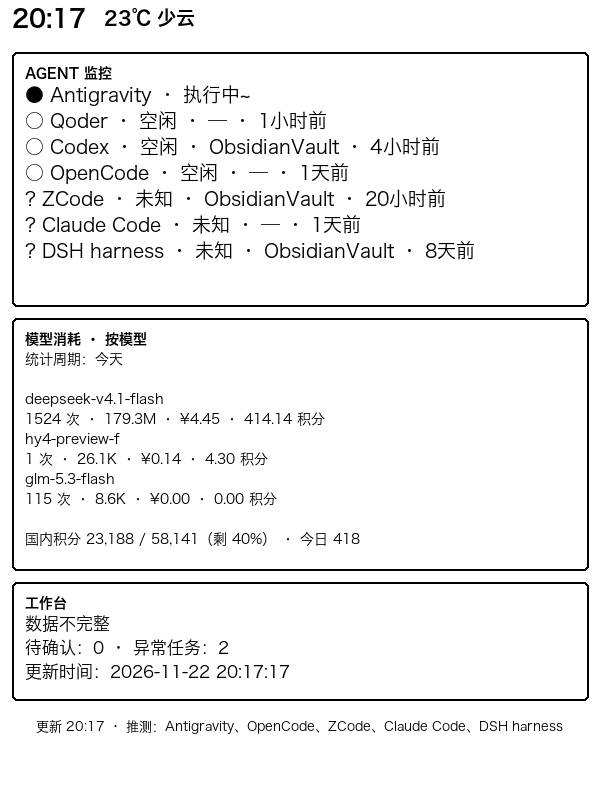 20:17 23℃ 少云
AGENT 监控
● Antigravity · 执行中~
○ Qoder · 空闲 · — · 1小时前
○ Codex · 空闲 · ObsidianVault · 4小时前
○ OpenCode · 空闲 · — · 1天前
? ZCode · 未知 · ObsidianVault · 20小时前
? Claude Code · 未知 · — · 1天前
? DSH harness · 未知 · ObsidianVault · 8天前
模型消耗 · 按模型
统计周期：今天
deepseek-v4.1-flash
1524 次 · 179.3M · ¥4.45 · 414.14 积分
hy4-preview-f
1 次 · 26.1K · ¥0.14 · 4.30 积分
glm-5.3-flash
115 次 · 8.6K · ¥0.00 · 0.00 积分
国内积分 23,188 / 58,141（剩 40%） · 今日 418
工作台
数据不完整
待确认：0 · 异常任务：2
更新时间：2026-11-22 20:17:17
更新 20:17 · 推测：Antigravity、OpenCode、ZCode、Claude Code、DSH harness